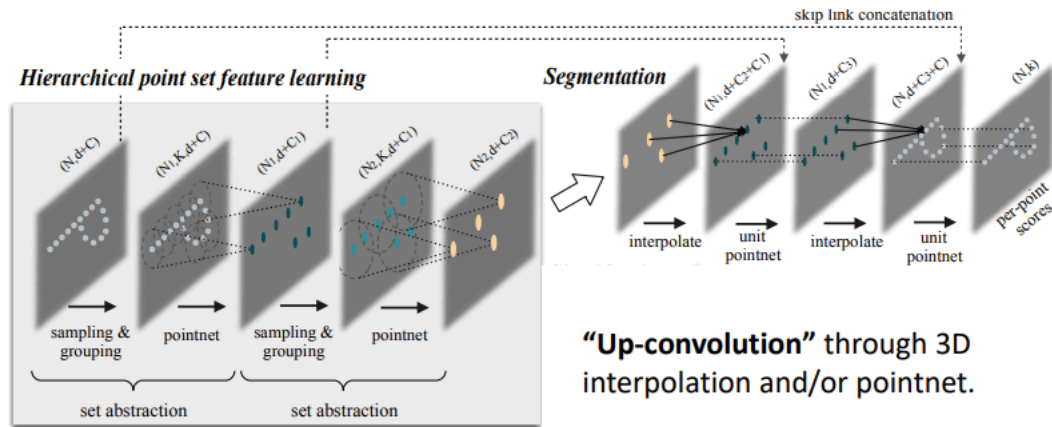 skip link concatenation
Hierarchical point set feature learning
Segmentation
(N,d+C)
(N1,K,d+C)
(N1,d+C1)
(N2,K,d+C1)
(N2,d+C2)
(N1,d+C2+C1)
(N1,d+C3)
(N,d+C3+C)
(N,k)
per-point
scores
interpolate
unit
pointnet
interpolate
unit
pointnet
sampling &
grouping
pointnet
sampling &
grouping
pointnet
set abstraction
set abstraction
“Up-convolution” through 3D
interpolation and/or pointnet.